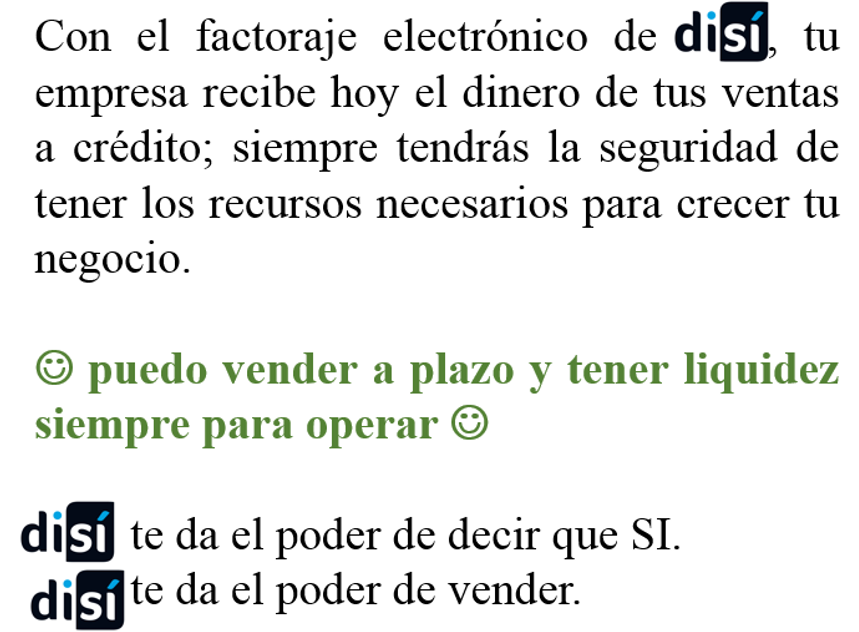 Con el factoraje electrónico de disí, tu
empresa recibe hoy el dinero de tus ventas
a crédito; siempre tendrás la seguridad de
tener los recursos necesarios para crecer tu
negocio.
☺ puedo vender a plazo y tener liquidez
siempre para operar ☺
disí te da el poder de decir que SI.
disí te da el poder de vender.